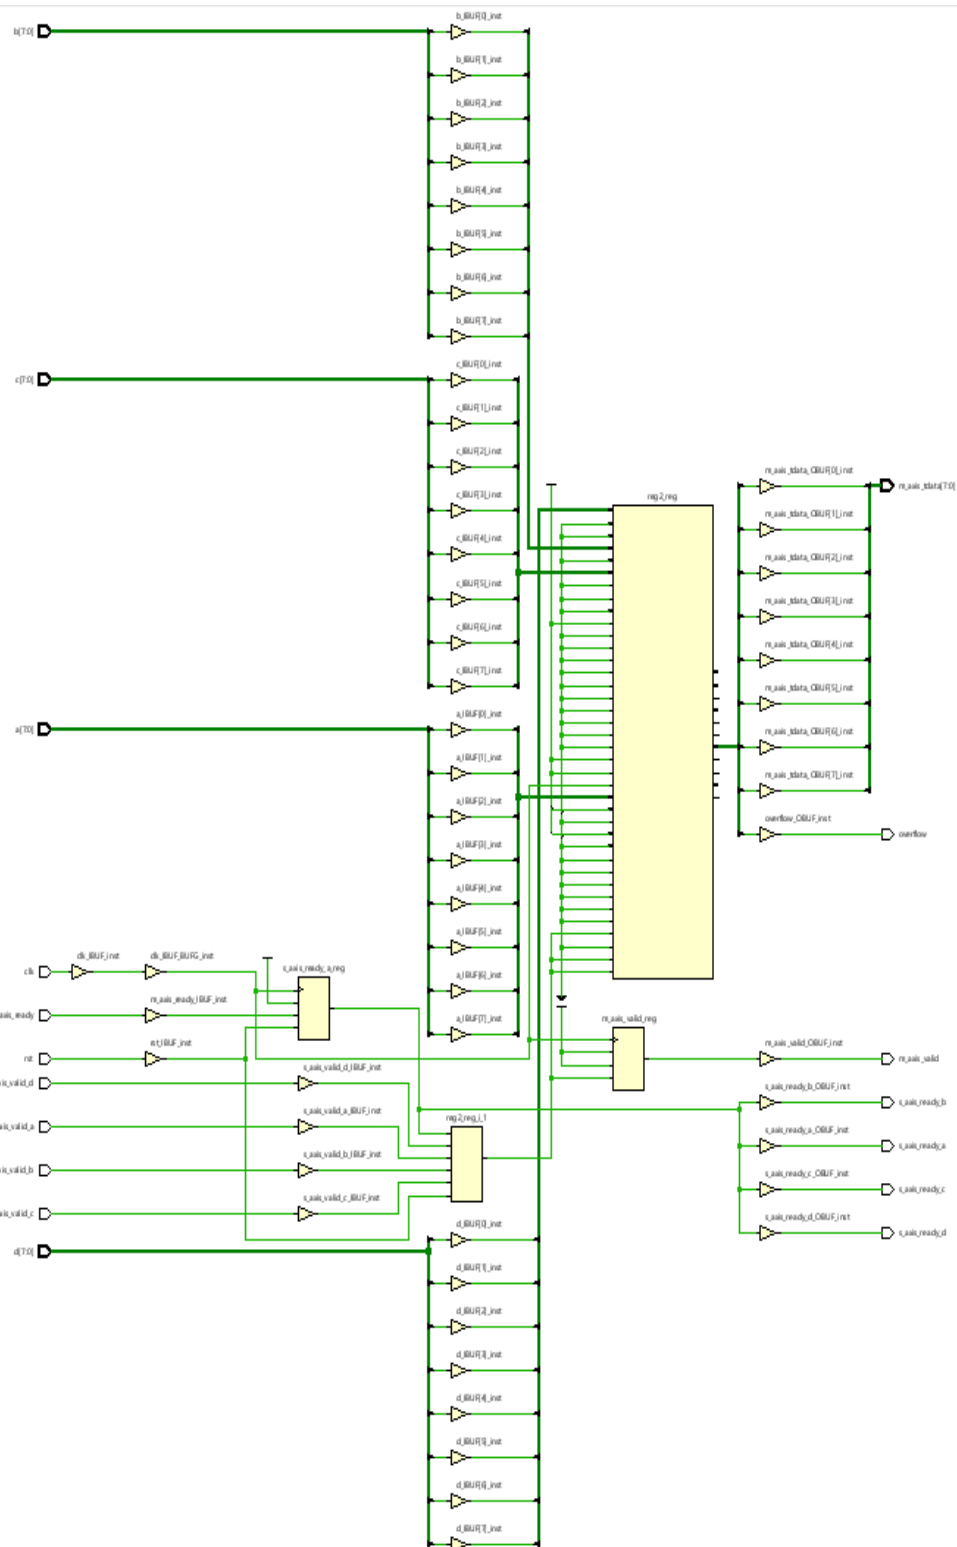 b[7:0]
b_IBUF[0]_inst
b_IBUF[1]_inst
b_IBUF[2]_inst
b_IBUF[3]_inst
b_IBUF[4]_inst
b_IBUF[5]_inst
b_IBUF[6]_inst
b_IBUF[7]_inst
c[7:0]
c_IBUF[0]_inst
c_IBUF[1]_inst
c_IBUF[2]_inst
c_IBUF[3]_inst
c_IBUF[4]_inst
c_IBUF[5]_inst
c_IBUF[6]_inst
c_IBUF[7]_inst
a[7:0]
a_IBUF[0]_inst
a_IBUF[1]_inst
a_IBUF[2]_inst
a_IBUF[3]_inst
a_IBUF[4]_inst
a_IBUF[5]_inst
a_IBUF[6]_inst
a_IBUF[7]_inst
reg2_reg
m_axis_tdata_OBUF[0]_inst
m_axis_tdata[7:0]
m_axis_tdata_OBUF[1]_inst
m_axis_tdata_OBUF[2]_inst
m_axis_tdata_OBUF[3]_inst
m_axis_tdata_OBUF[4]_inst
m_axis_tdata_OBUF[5]_inst
m_axis_tdata_OBUF[6]_inst
m_axis_tdata_OBUF[7]_inst
overflow_OBUF_inst
overflow
clk
clk_IBUF_inst
clk_IBUF_BUFG_inst
s_axis_ready_a_reg
axis_ready
m_axis_ready_IBUF_inst
rst
rst_IBUF_inst
m_axis_valid_reg
m_axis_valid_OBUF_inst
m_axis_valid
is_valid_d
s_axis_valid_d_IBUF_inst
s_axis_ready_b_OBUF_inst
s_axis_ready_b
axis_valid_a
s_axis_valid_a_IBUF_inst
reg2_reg_i_1
s_axis_ready_a_OBUF_inst
s_axis_ready_a
is_valid_b
s_axis_valid_b_IBUF_inst
s_axis_ready_c_OBUF_inst
s_axis_ready_c
axis_valid_c
s_axis_valid_c_IBUF_inst
s_axis_ready_d_OBUF_inst
s_axis_ready_d
d[7:0]
d_IBUF[0]_inst
d_IBUF[1]_inst
d_IBUF[2]_inst
d_IBUF[3]_inst
d_IBUF[4]_inst
d_IBUF[5]_inst
d_IBUF[6]_inst
d_IBUF[7]_inst